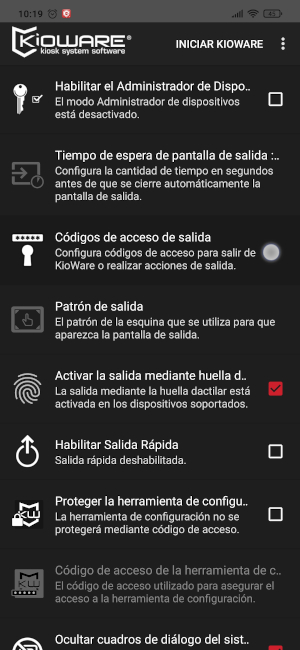 10:19
61
KIOWARE®
kiosk system software
INICIAR KIOWARE
Habilitar el Administrador de Dispo..
El modo Administrador de dispositivos
está desactivado.
Tiempo de espera de pantalla de salida :..
Configura la cantidad de tiempo en segundos
antes de que se cierre automáticamente la
pantalla de salida.
Códigos de acceso de salida
Configura códigos de acceso para salir de
KioWare o realizar acciones de salida.
Patrón de salida
El patrón de la esquina que se utiliza para que
aparezca la pantalla de salida.
Activar la salida mediante huella d..
La salida mediante la huella dactilar está
activada en los dispositivos soportados.
Habilitar Salida Rápida
Salida rápida deshabilitada.
KW
Proteger la herramienta de configu..
La herramienta de configuración no se
protegerá mediante código de acceso.
KW
Código de acceso de la herramienta de c..
El código de acceso utilizado para asegurar el
acceso a la herramienta de configuración.
Ocultar cuadros de diálogo del sist..